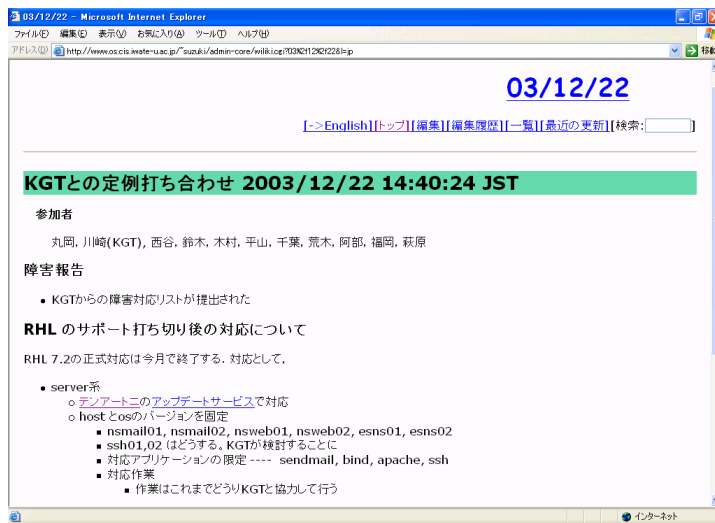 03/12/22 - Microsoft Internet Explorer
ファイル(F) 編集(E) 表示(V) お気に入り(A) ツール(T) ヘルプ(H)
アドレス(D) http://www.os.cis.iwate-u.ac.jp/~suzuki/admin-core/wiliki.cgi?03%2f12%2f22&l=jp 移動
03/12/22
[->English][トップ][編集][編集履歴][一覧][最近の更新][検索: ]
KGTとの定例打ち合わせ 2003/12/22 14:40:24 JST
参加者
丸岡, 川崎(KGT), 西谷, 鈴木, 木村, 平山, 千葉, 荒木, 阿部, 福岡, 萩原
障害報告
• KGTからの障害対応リストが提出された
RHL のサポート打ち切り後の対応について
RHL 7.2の正式対応は今月で終了する. 対応として,
• server系
テンアートニのアップデートサービスで対応
host とosのバージョンを固定
nsmail01, nsmail02, nsweb01, nsweb02, esns01, esns02
ssh01,02 はどうする。KGTが検討することに
対応アプリケーションの限定 ---- sendmail, bind, apache, ssh
対応作業
作業はこれまでどうりKGTと協力して行う
インターネット